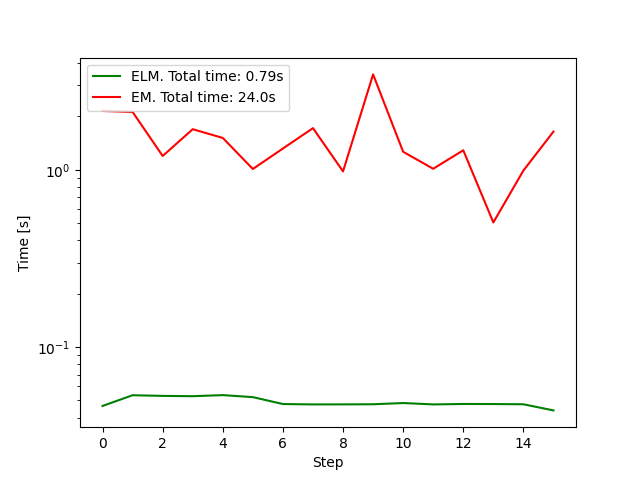 ELM. Total time: 0.79s
EM. Total time: 24.0s
10⁰
10⁻¹
Time [s]
0 2 4 6 8 10 12 14
Step